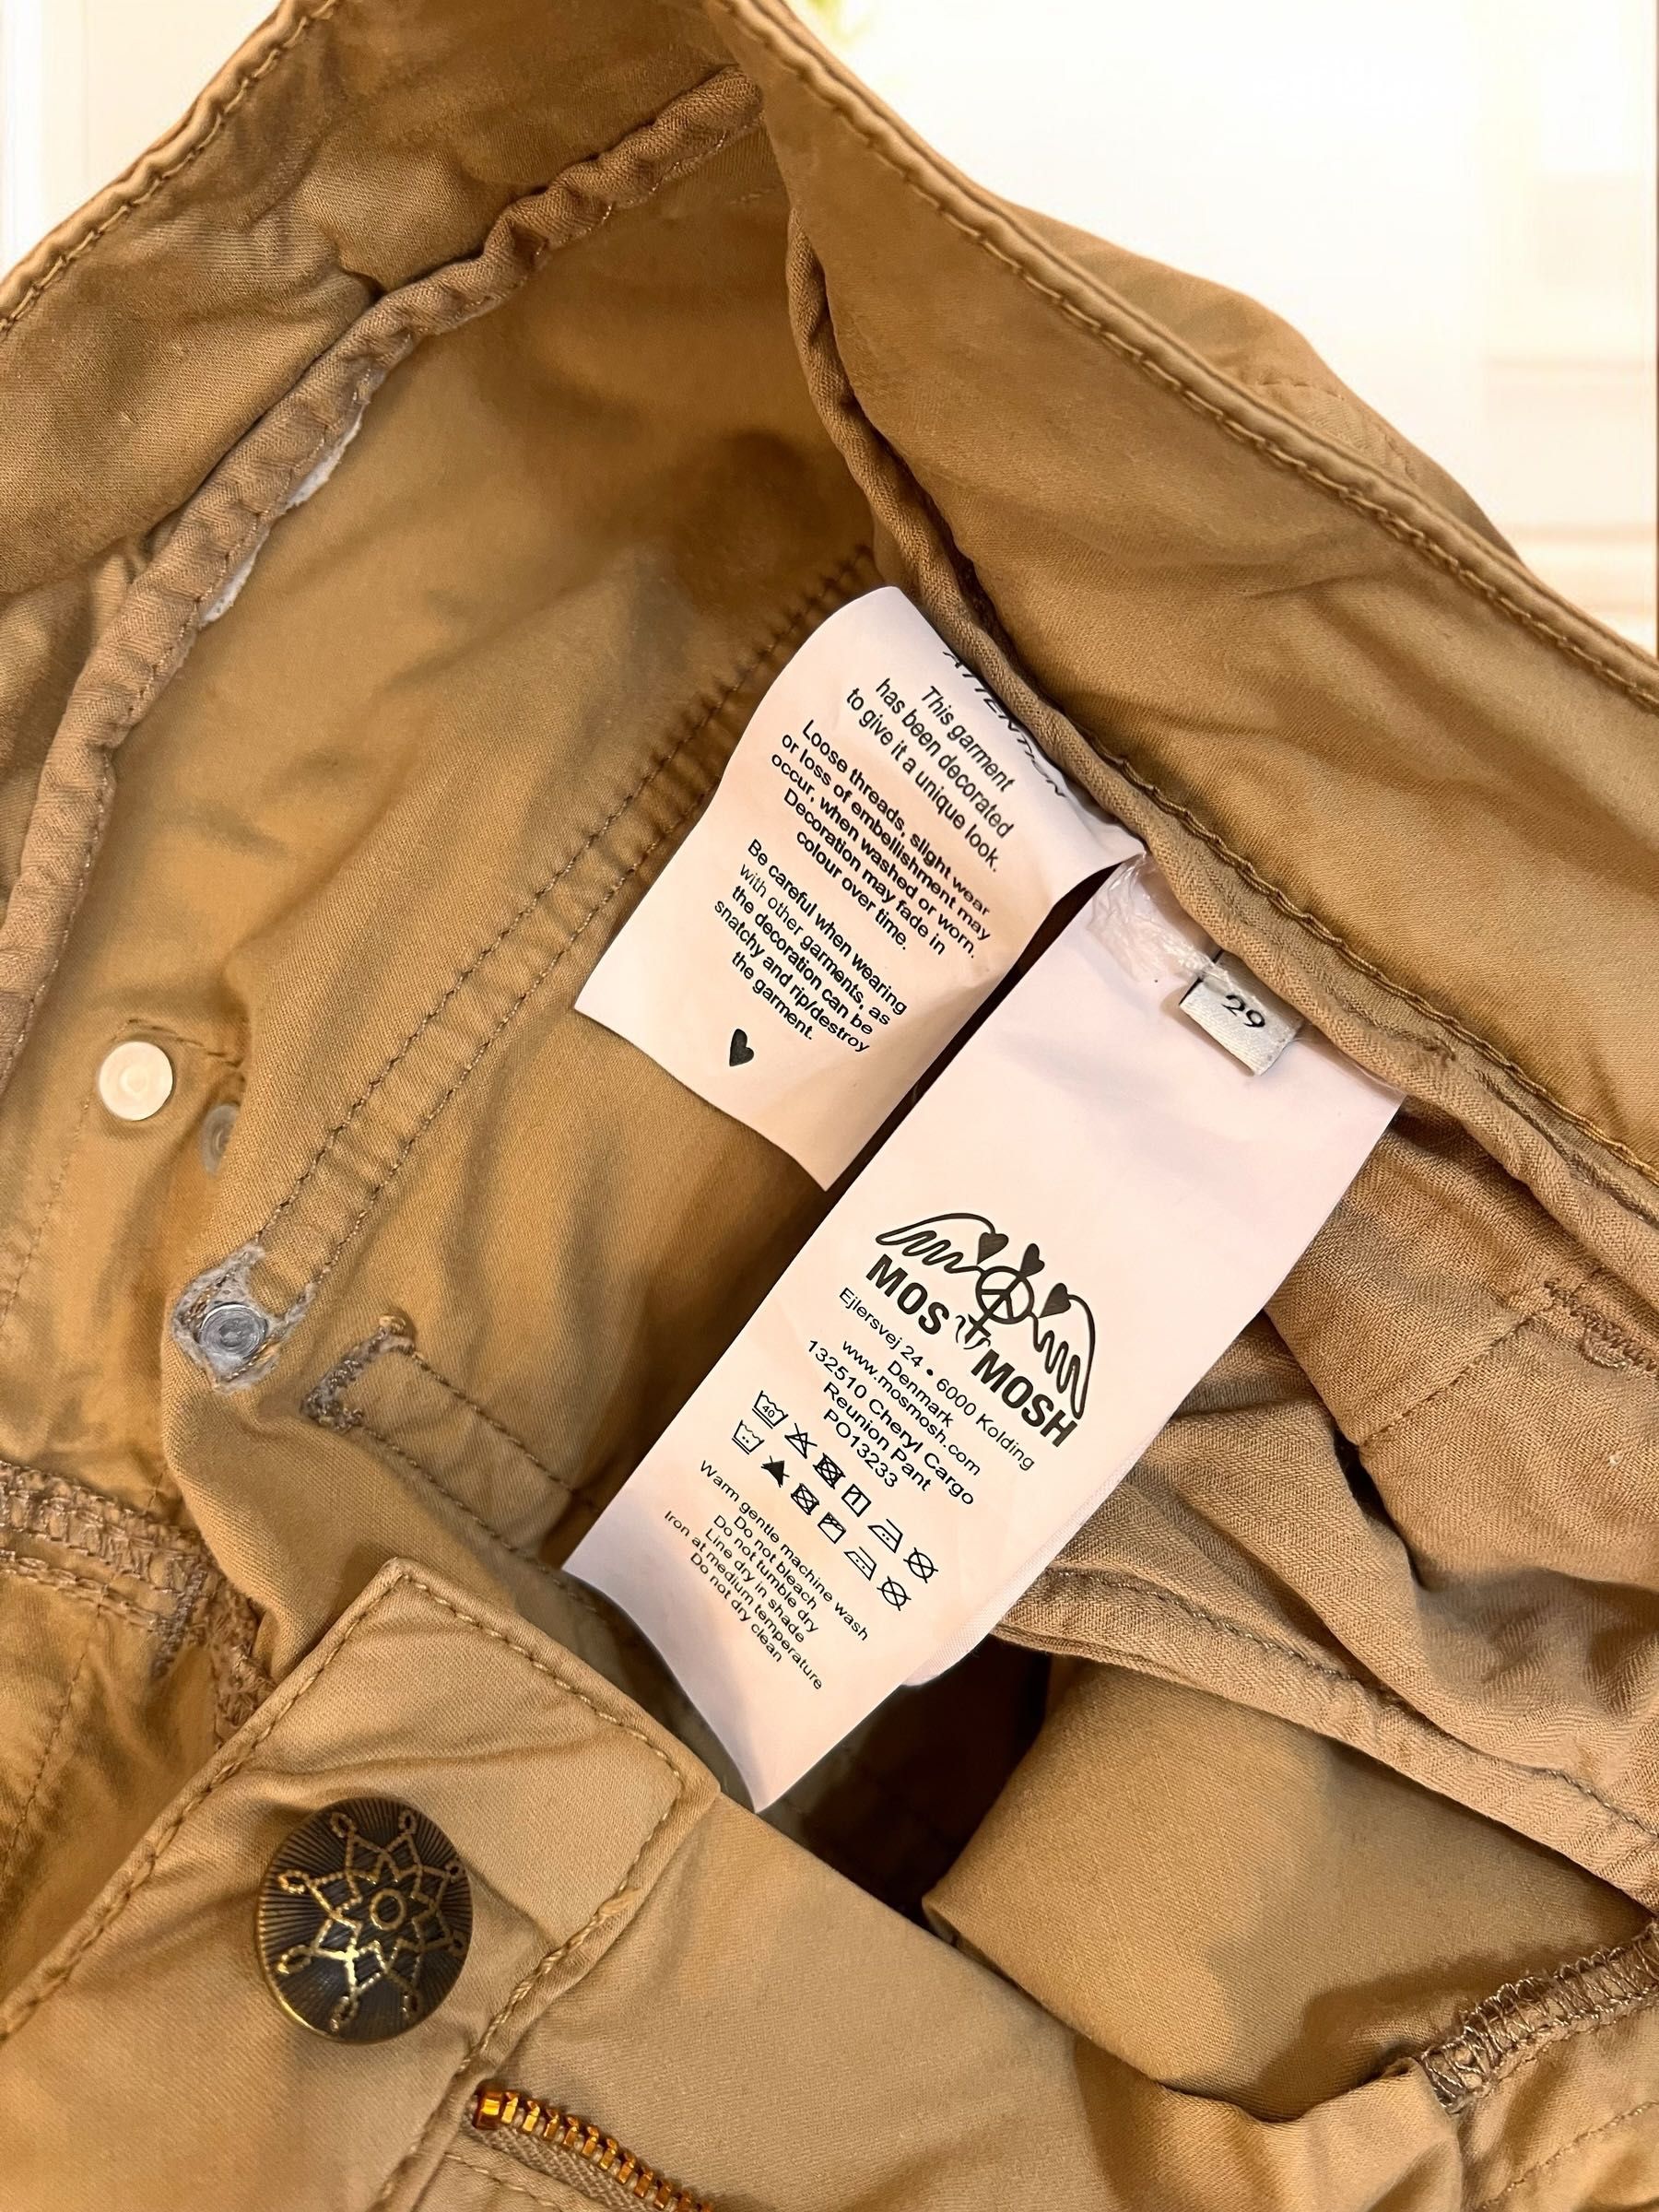 ATTENTION
This garment
has been decorated
to give it a unique look.
Loose threads, slight wear
or loss of embellishment may
occur, when washed or worn.
Decoration may fade in
colour over time.
Be careful when wearing
with other garments, as
the decoration can be
snatchy and rip/destroy
the garment.
29
MOS MOSH
Ejlersvej 24 • 6000 Kolding
Denmark
www.mosmosh.com
132510 Cheryl Cargo
Reunion Pant
PO13233
40
Warm gentle machine wash
Do not bleach
Do not tumble dry
Line dry in shade
Iron at medium temperature
Do not dry clean